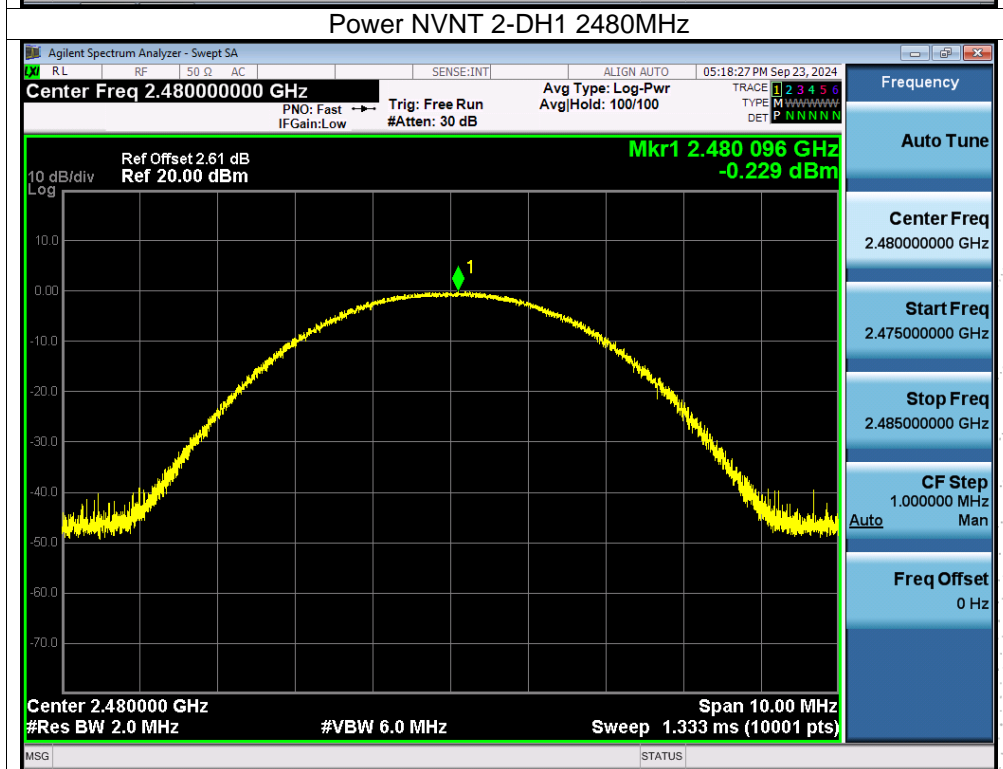 Power NVNT 2-DH1 2480MHz
Agilent Spectrum Analyzer - Swept SA
LXI RL RF 50 Ω AC SENSE:INT ALIGN AUTO 05:18:27 PM Sep 23, 2024
Center Freq 2.480000000 GHz
PNO: Fast
IFGain:Low
Trig: Free Run
#Atten: 30 dB
Avg Type: Log-Pwr
Avg|Hold: 100/100
TRACE 1 2 3 4 5 6
TYPE M WWWWW
DET P N N N N N
Frequency
Auto Tune
Center Freq
2.480000000 GHz
Start Freq
2.475000000 GHz
Stop Freq
2.485000000 GHz
CF Step
1.000000 MHz
Auto Man
Freq Offset
0 Hz
Mkr1 2.480 096 GHz
-0.229 dBm
Ref Offset 2.61 dB
10 dB/div Ref 20.00 dBm
Log
10.0
0.00
-10.0
-20.0
-30.0
-40.0
-50.0
-60.0
-70.0
1
Center 2.480000 GHz Span 10.00 MHz
#Res BW 2.0 MHz #VBW 6.0 MHz Sweep 1.333 ms (10001 pts)
MSG STATUS